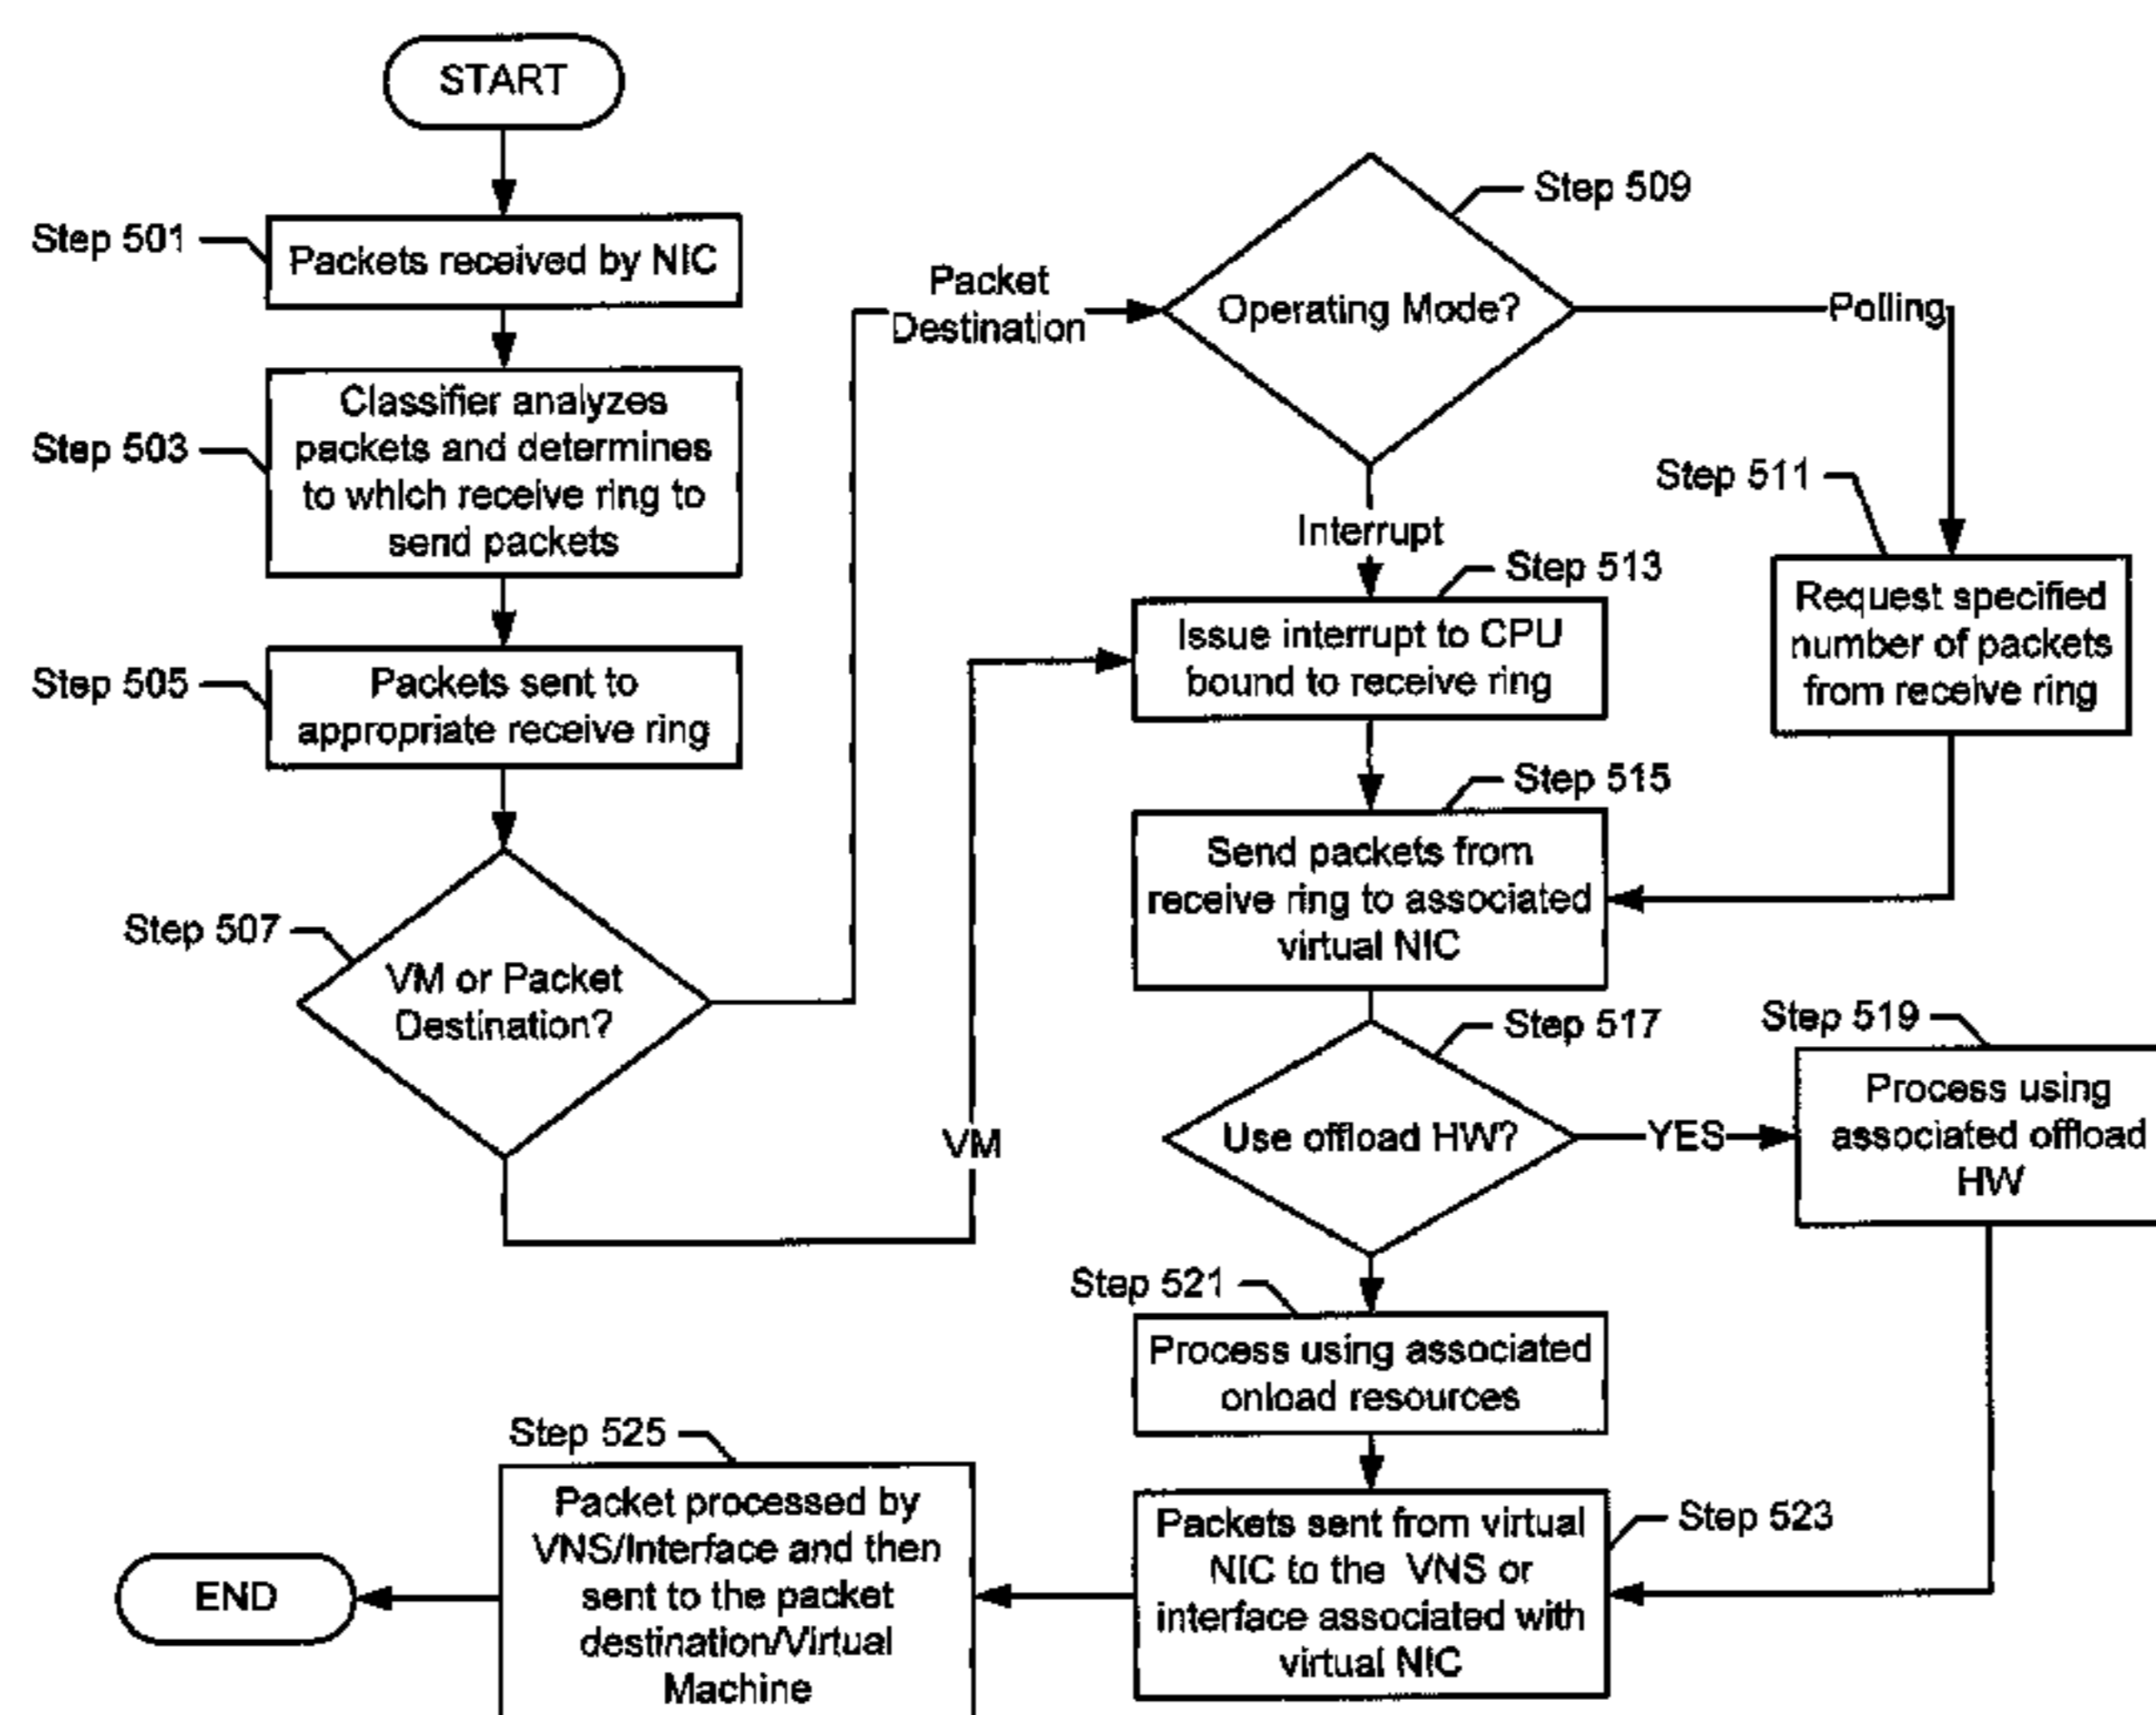 START
Step 501
Packets received by NIC
Step 503
Classifier analyzes
packets and determines
to which receive ring to
send packets
Step 505
Packets sent to
appropriate receive ring
Step 507
VM or Packet
Destination?
Packet
Destination
VM
Step 509
Operating Mode?
Polling
Interrupt
Step 511
Request specified
number of packets
from receive ring
Step 513
Issue interrupt to CPU
bound to receive ring
Step 515
Send packets from
receive ring to associated
virtual NIC
Step 517
Use offload HW?
YES
Step 519
Process using
associated offload
HW
Step 521
Process using associated
onload resources
Step 523
Packets sent from virtual
NIC to the VNS or
interface associated with
virtual NIC
Step 525
Packet processed by
VNS/Interface and then
sent to the packet
destination/Virtual
Machine
END